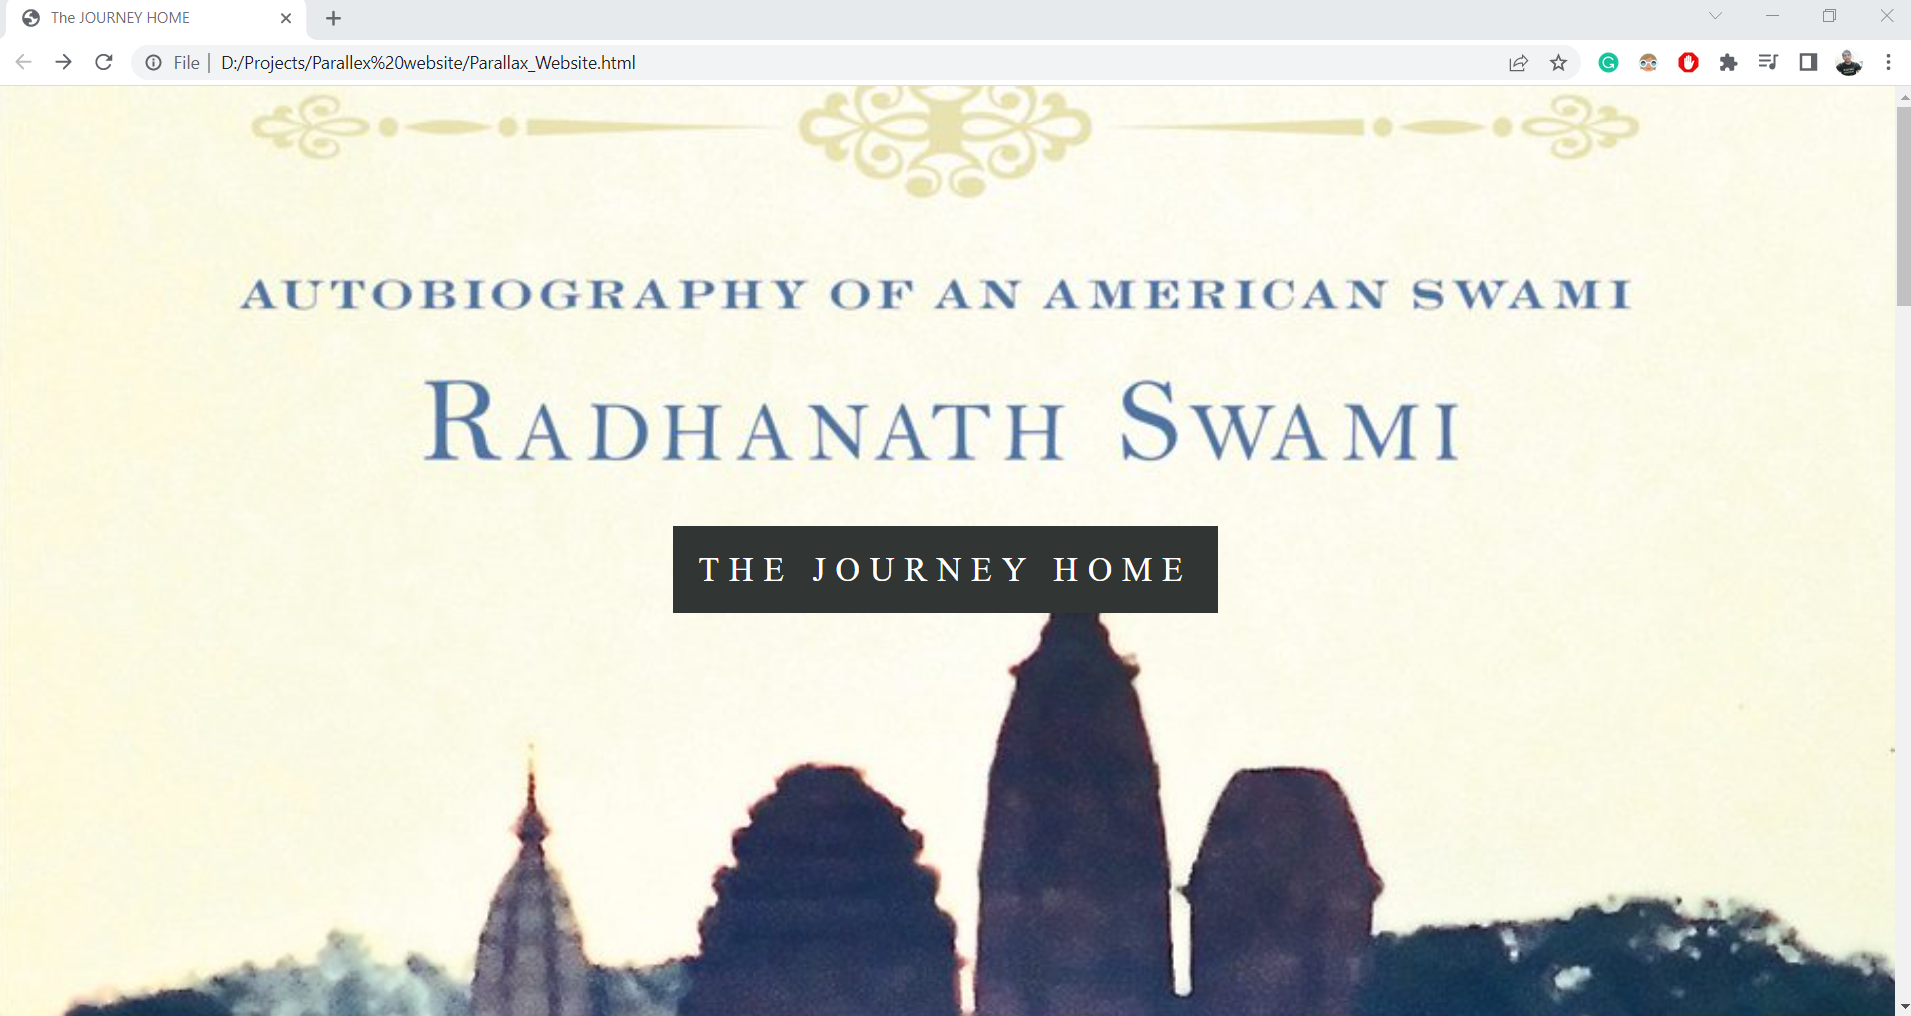 The JOURNEY HOME
File | D:/Projects/Parallex%20website/Parallax_Website.html
AUTOBIOGRAPHY OF AN AMERICAN SWAMI
RADHANATH SWAMI
THE JOURNEY HOME